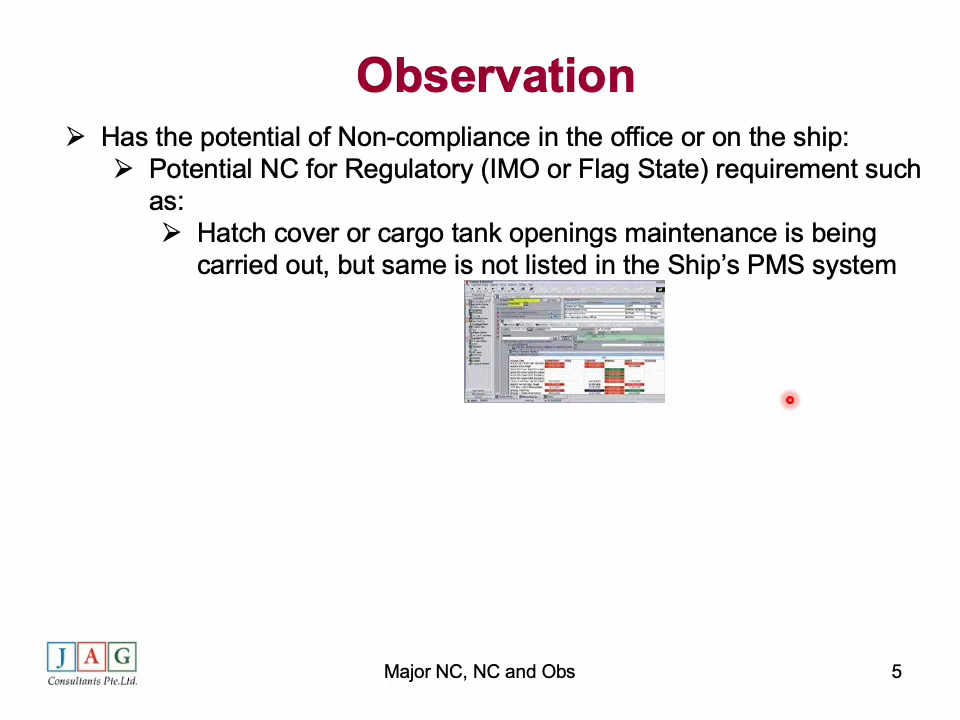 Observation
Has the potential of Non-compliance in the office or on the ship:
Potential NC for Regulatory (IMO or Flag State) requirement such
as:
Hatch cover or cargo tank openings maintenance is being
carried out, but same is not listed in the Ship’s PMS system
J A G
Consultants Pte.Ltd.
Major NC, NC and Obs
5